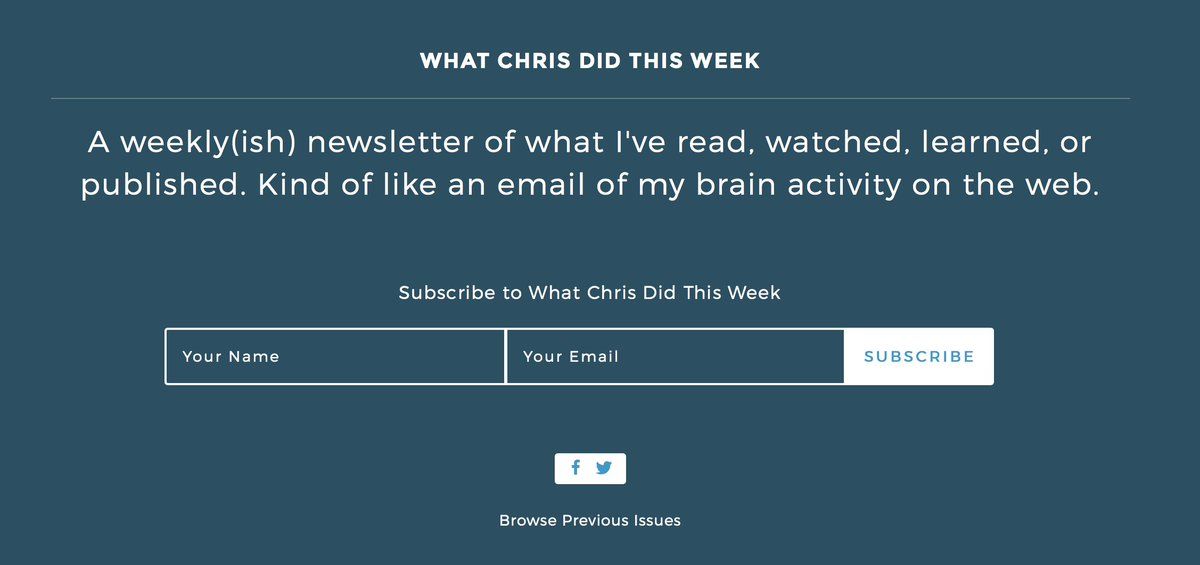 WHAT CHRIS DID THIS WEEK
A weekly(ish) newsletter of what I've read, watched, learned, or
published. Kind of like an email of my brain activity on the web.
Subscribe to What Chris Did This Week
Your Name
Your Email
SUBSCRIBE
Browse Previous Issues